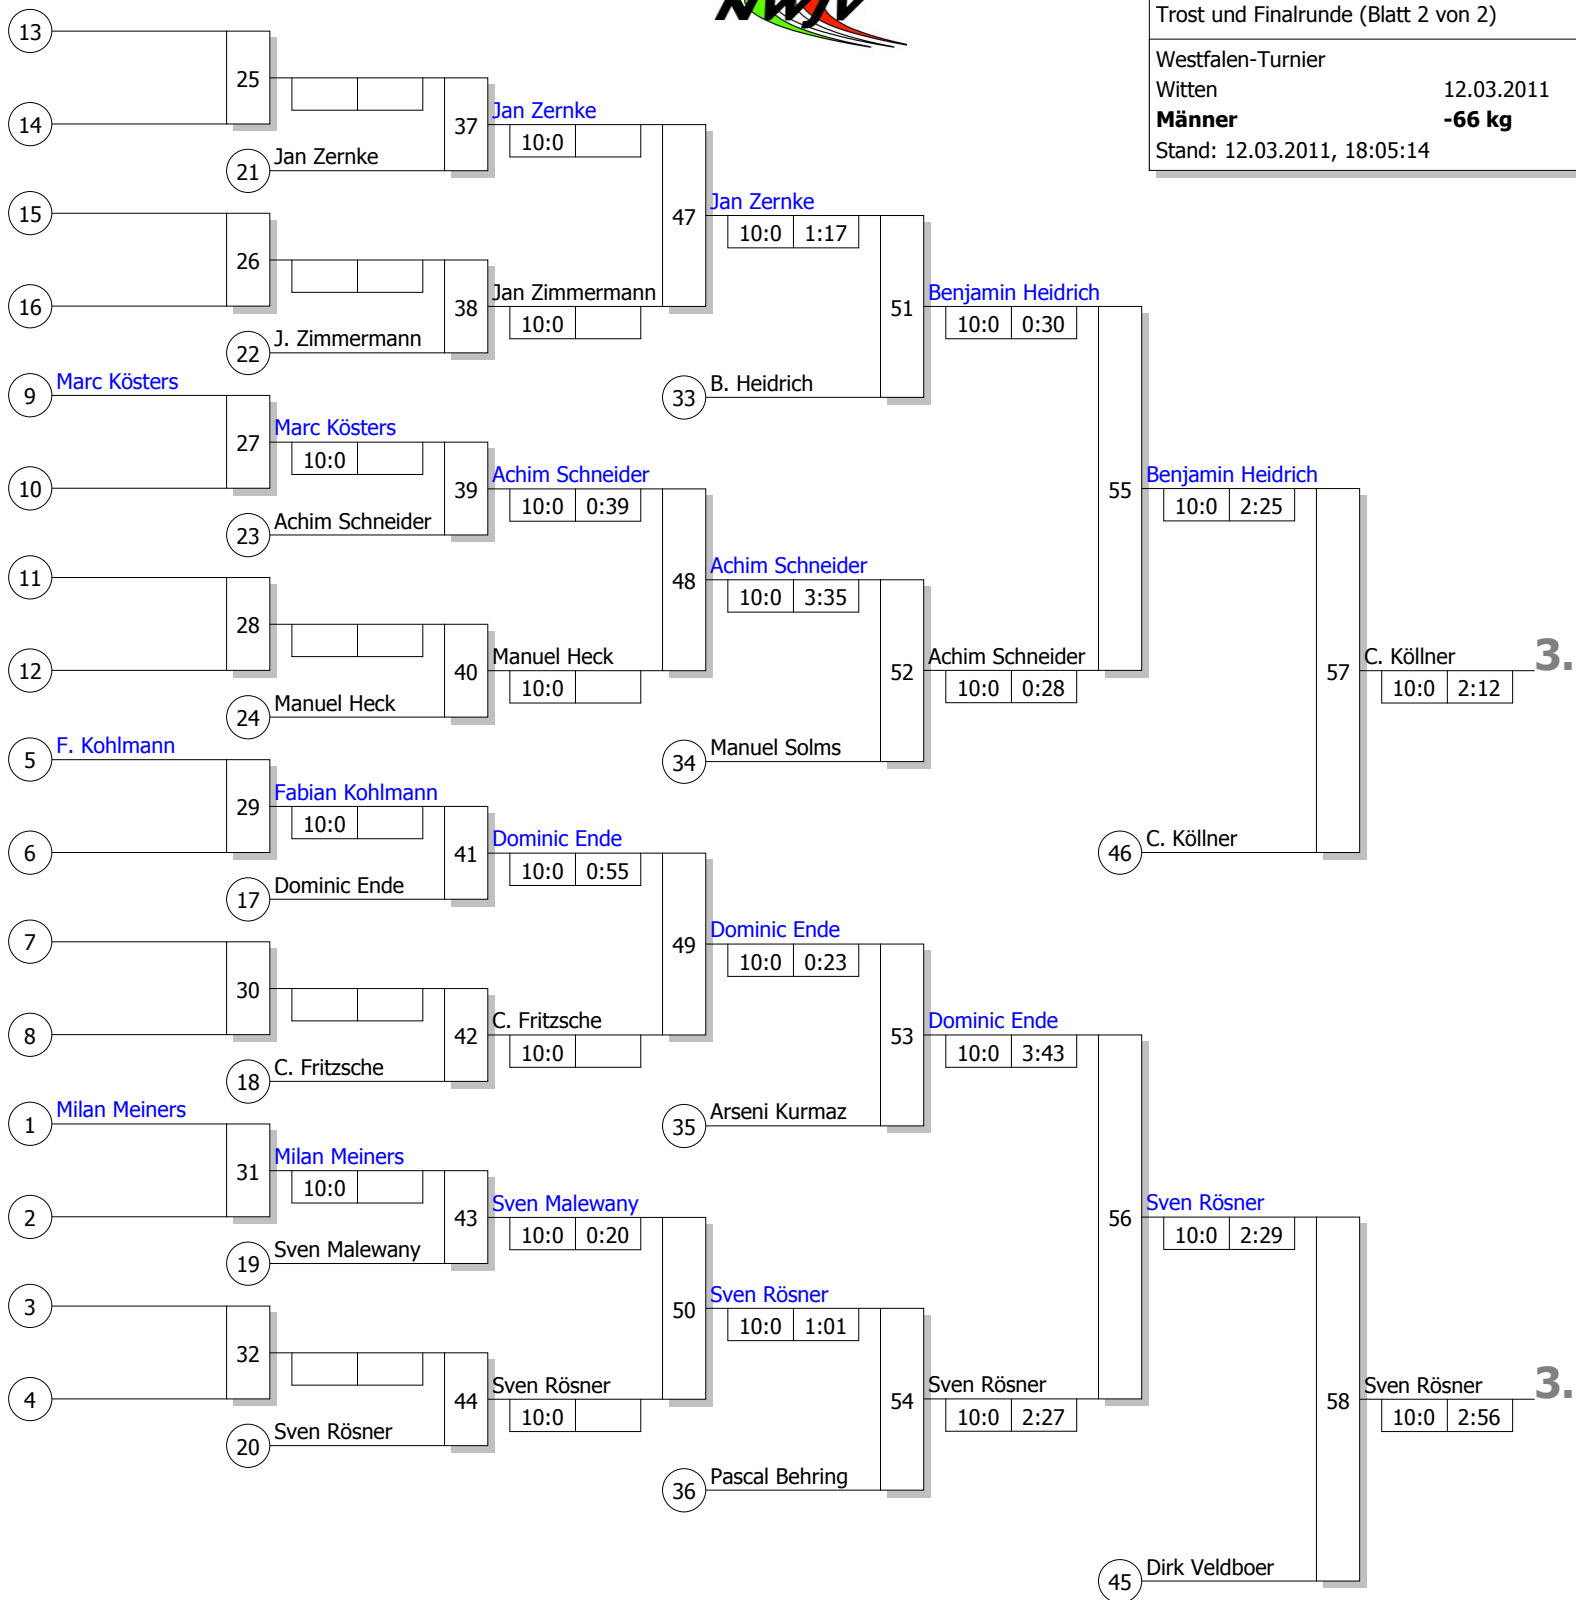 NWJV
Trost und Finalrunde (Blatt 2 von 2)
Westfalen-Turnier
Witten 12.03.2011
Männer -66 kg
Stand: 12.03.2011, 18:05:14
13
25
14
37
Jan Zernke
10:0
21 Jan Zernke
15
47
Jan Zernke
10:0 1:17
26
16
38
Jan Zimmermann
10:0
22 J. Zimmermann
51
Benjamin Heidrich
10:0 0:30
9 Marc Kösters
33 B. Heidrich
27
Marc Kösters
10:0
10
39
Achim Schneider
10:0 0:39
23 Achim Schneider
55
Benjamin Heidrich
10:0 2:25
11
48
Achim Schneider
10:0 3:35
28
12
40
Manuel Heck
10:0
24 Manuel Heck
52
Achim Schneider
10:0 0:28
57
C. Köllner
10:0 2:12
3.
5 F. Kohlmann
34 Manuel Solms
29
Fabian Kohlmann
10:0
6
41
Dominic Ende
10:0 0:55
46 C. Köllner
17 Dominic Ende
7
49
Dominic Ende
10:0 0:23
30
8
42
C. Fritzsche
10:0
18 C. Fritzsche
53
Dominic Ende
10:0 3:43
1 Milan Meiners
35 Arseni Kurmaz
31
Milan Meiners
10:0
2
43
Sven Malewany
10:0 0:20
19 Sven Malewany
56
Sven Rösner
10:0 2:29
3
50
Sven Rösner
10:0 1:01
32
4
44
Sven Rösner
10:0
20 Sven Rösner
54
Sven Rösner
10:0 2:27
58
Sven Rösner
10:0 2:56
3.
36 Pascal Behring
45 Dirk Veldboer